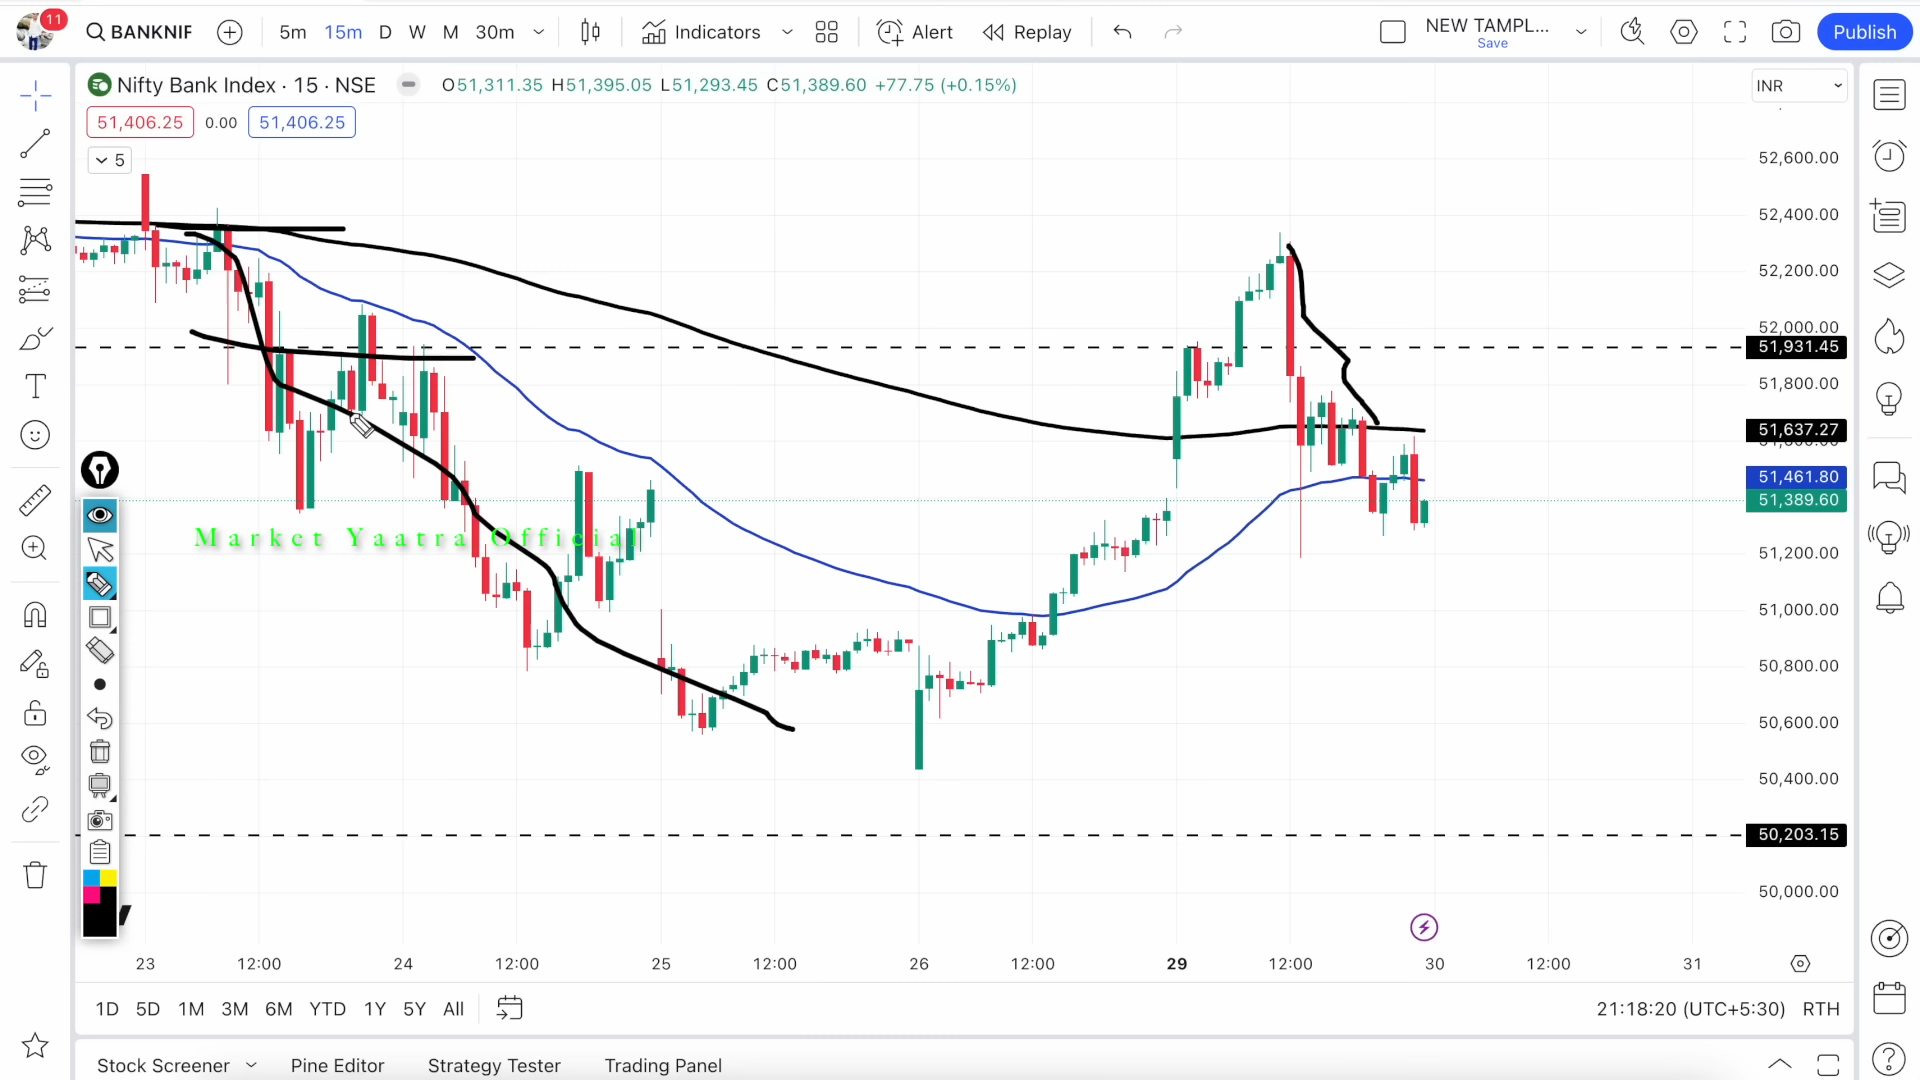 11
BANKNIF
5m 15m D W M 30m
Indicators
Alert
Replay
NEW TAMPL...
Save
Publish
Nifty Bank Index · 15 · NSE
O51,311.35 H51,395.05 L51,293.45 C51,389.60 +77.75 (+0.15%)
INR
51,406.25 0.00 51,406.25
5
52,600.00
52,400.00
52,200.00
52,000.00
51,931.45
51,800.00
51,637.27
51,461.80
51,389.60
51,200.00
51,000.00
50,800.00
50,600.00
50,400.00
50,203.15
50,000.00
Market Yaatra Official
23 12:00 24 12:00 25 12:00 26 12:00 29 12:00 30 12:00 31
1D 5D 1M 3M 6M YTD 1Y 5Y All
21:18:20 (UTC+5:30) RTH
Stock Screener Pine Editor Strategy Tester Trading Panel